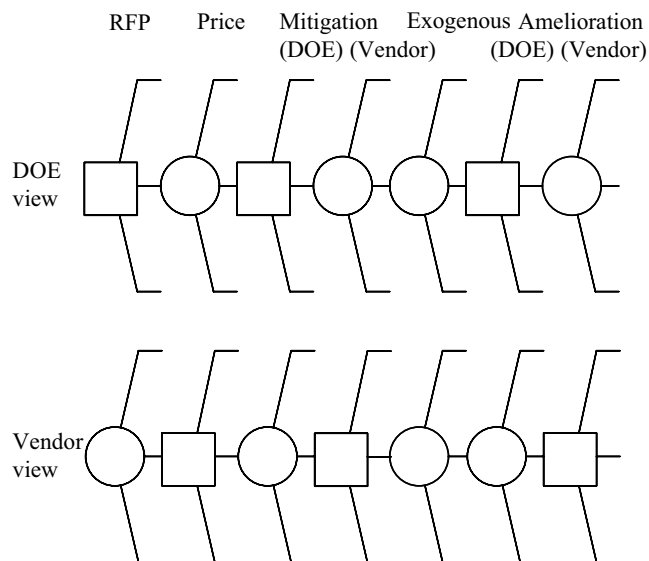 RFP Price Mitigation Exogenous Amelioration
(DOE) (Vendor) (DOE) (Vendor)
DOE
view
Vendor
view